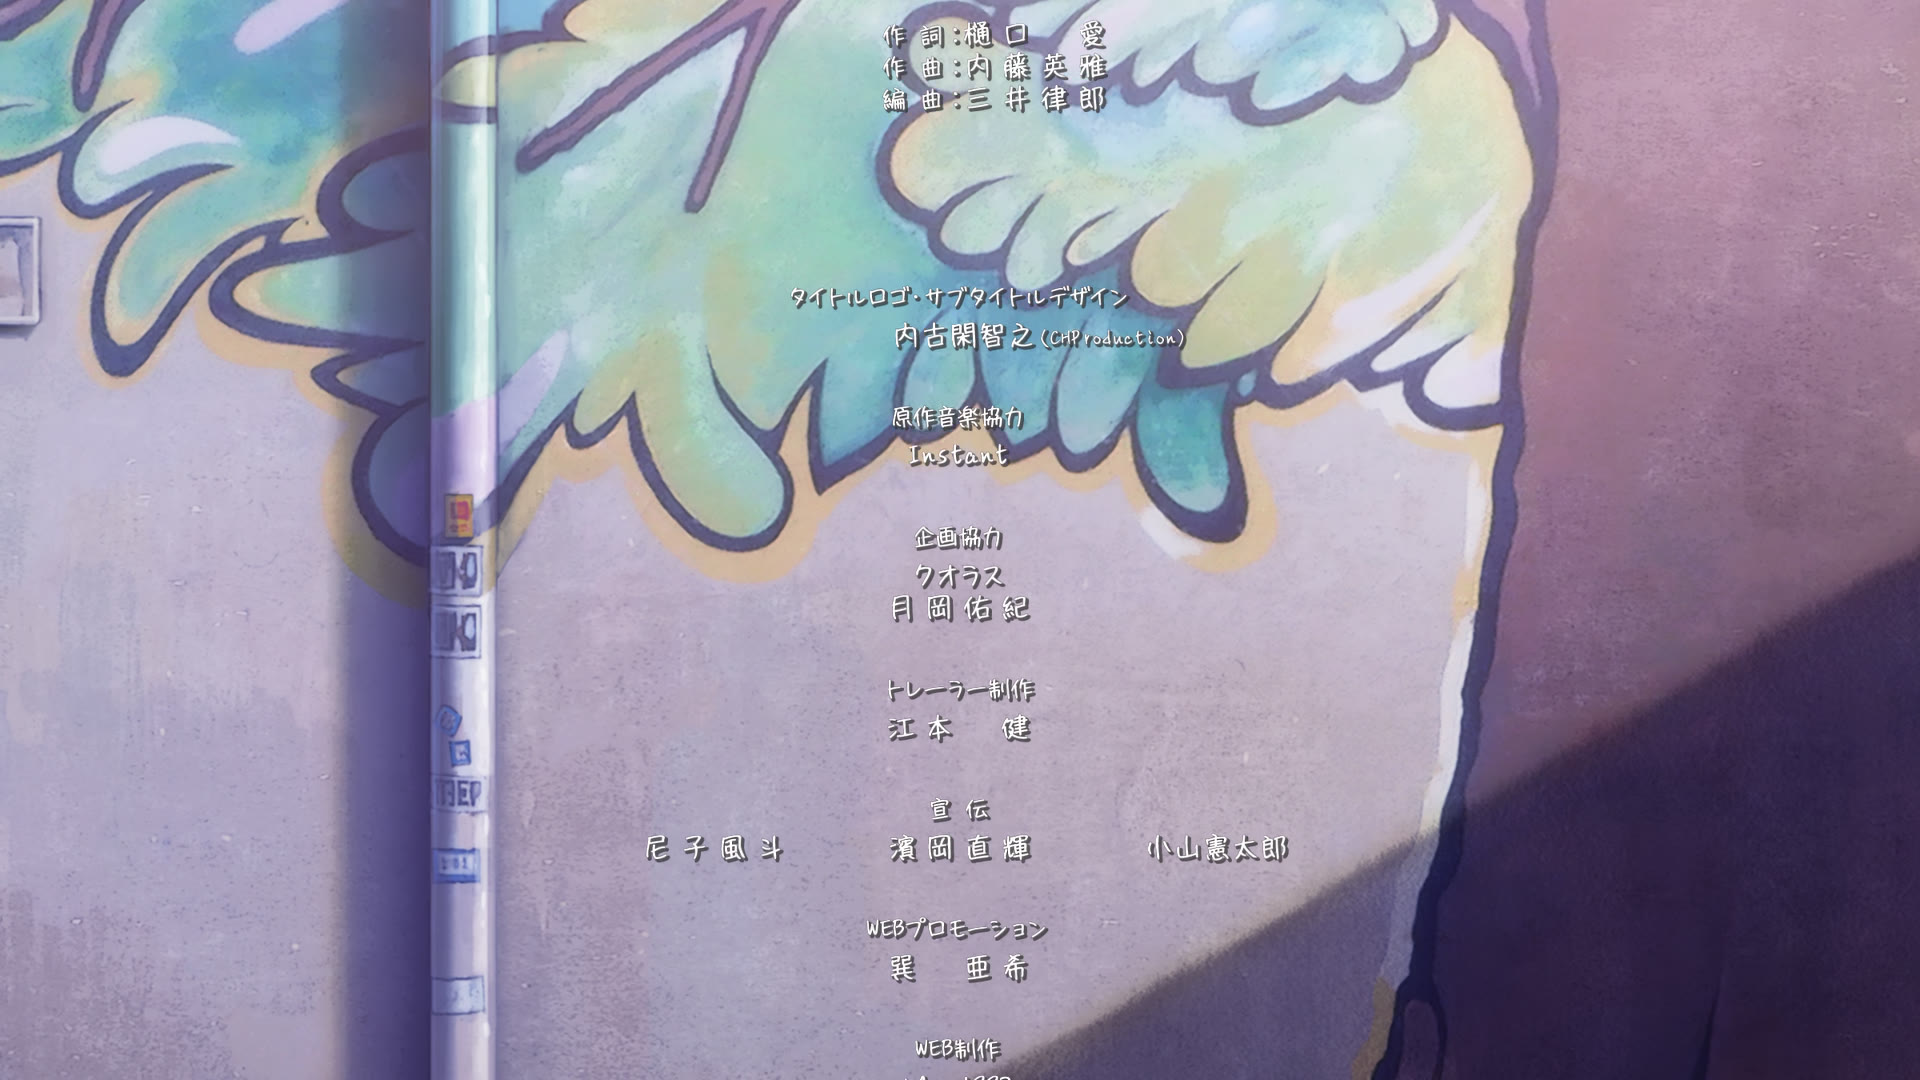 作詞:樋口 愛
作曲:内藤英雅
編曲:三井律郎
タイトルロゴ・サブタイトルデザイン
内古閑智之(CHProduction)
原作音楽協力
Instant
企画協力
クオラス
月岡佑紀
トレーラー制作
江本 健
宣伝
尼子風斗 濱岡直輝 小山憲太郎
WEBプロモーション
巽 亜希
WEB制作